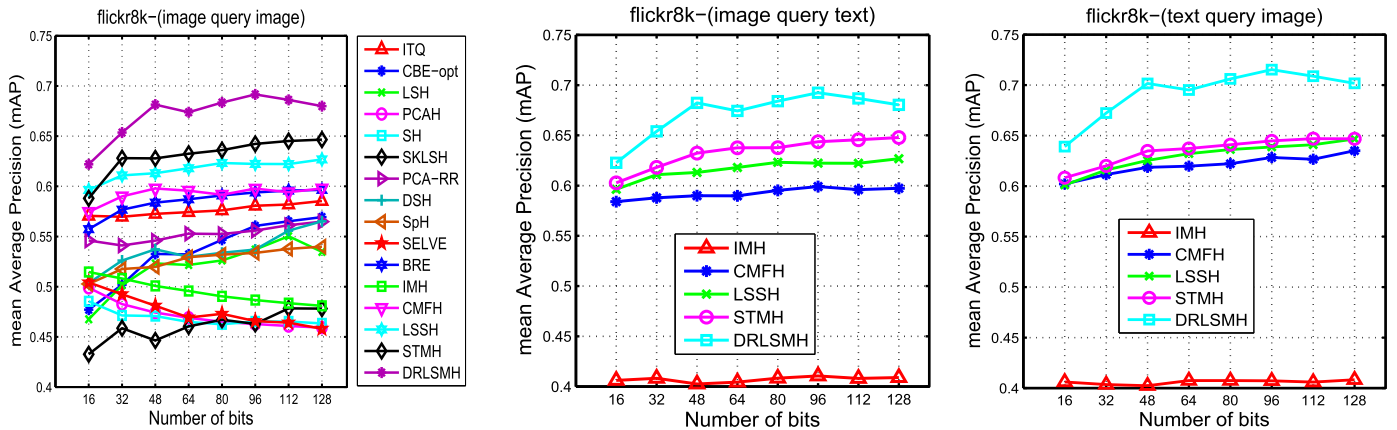 flickr8k−(image query image)
mean Average Precision (mAP)
0.75
0.7
0.65
0.6
0.55
0.5
0.45
0.4
16 32 48 64 80 96 112 128
Number of bits
ITQ
CBE−opt
LSH
PCAH
SH
SKLSH
PCA−RR
DSH
SpH
SELVE
BRE
IMH
CMFH
LSSH
STMH
DRLSMH
flickr8k−(image query text)
mean Average Precision (mAP)
0.75
0.7
0.65
0.6
0.55
0.5
0.45
0.4
16 32 48 64 80 96 112 128
Number of bits
IMH
CMFH
LSSH
STMH
DRLSMH
flickr8k−(text query image)
mean Average Precision (mAP)
0.75
0.7
0.65
0.6
0.55
0.5
0.45
0.4
16 32 48 64 80 96 112 128
Number of bits
IMH
CMFH
LSSH
STMH
DRLSMH